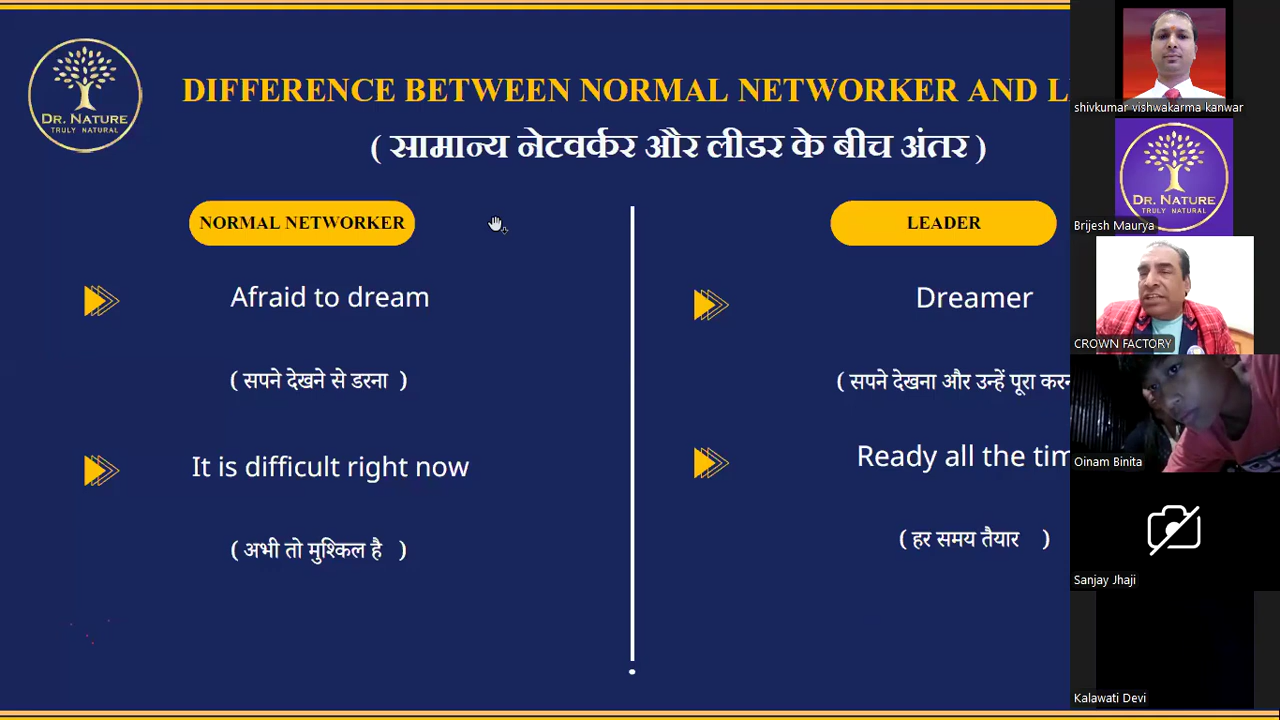 DR. NATURE
TRULY NATURAL
DIFFERENCE BETWEEN NORMAL NETWORKER AND L
( सामान्य नेटवर्कर और लीडर के बीच अंतर )
NORMAL NETWORKER
Afraid to dream
( सपने देखने से डरना )
It is difficult right now
( अभी तो मुश्किल है )
LEADER
Dreamer
( सपने देखना और उन्हें पूरा करन
Ready all the tim
( हर समय तैयार )
shivkumar vishwakarma kanwar
DR. NATURE
TRULY NATURAL
Brijesh Maurya
CROWN FACTORY
Oinam Binita
Sanjay Jhaji
Kalawati Devi